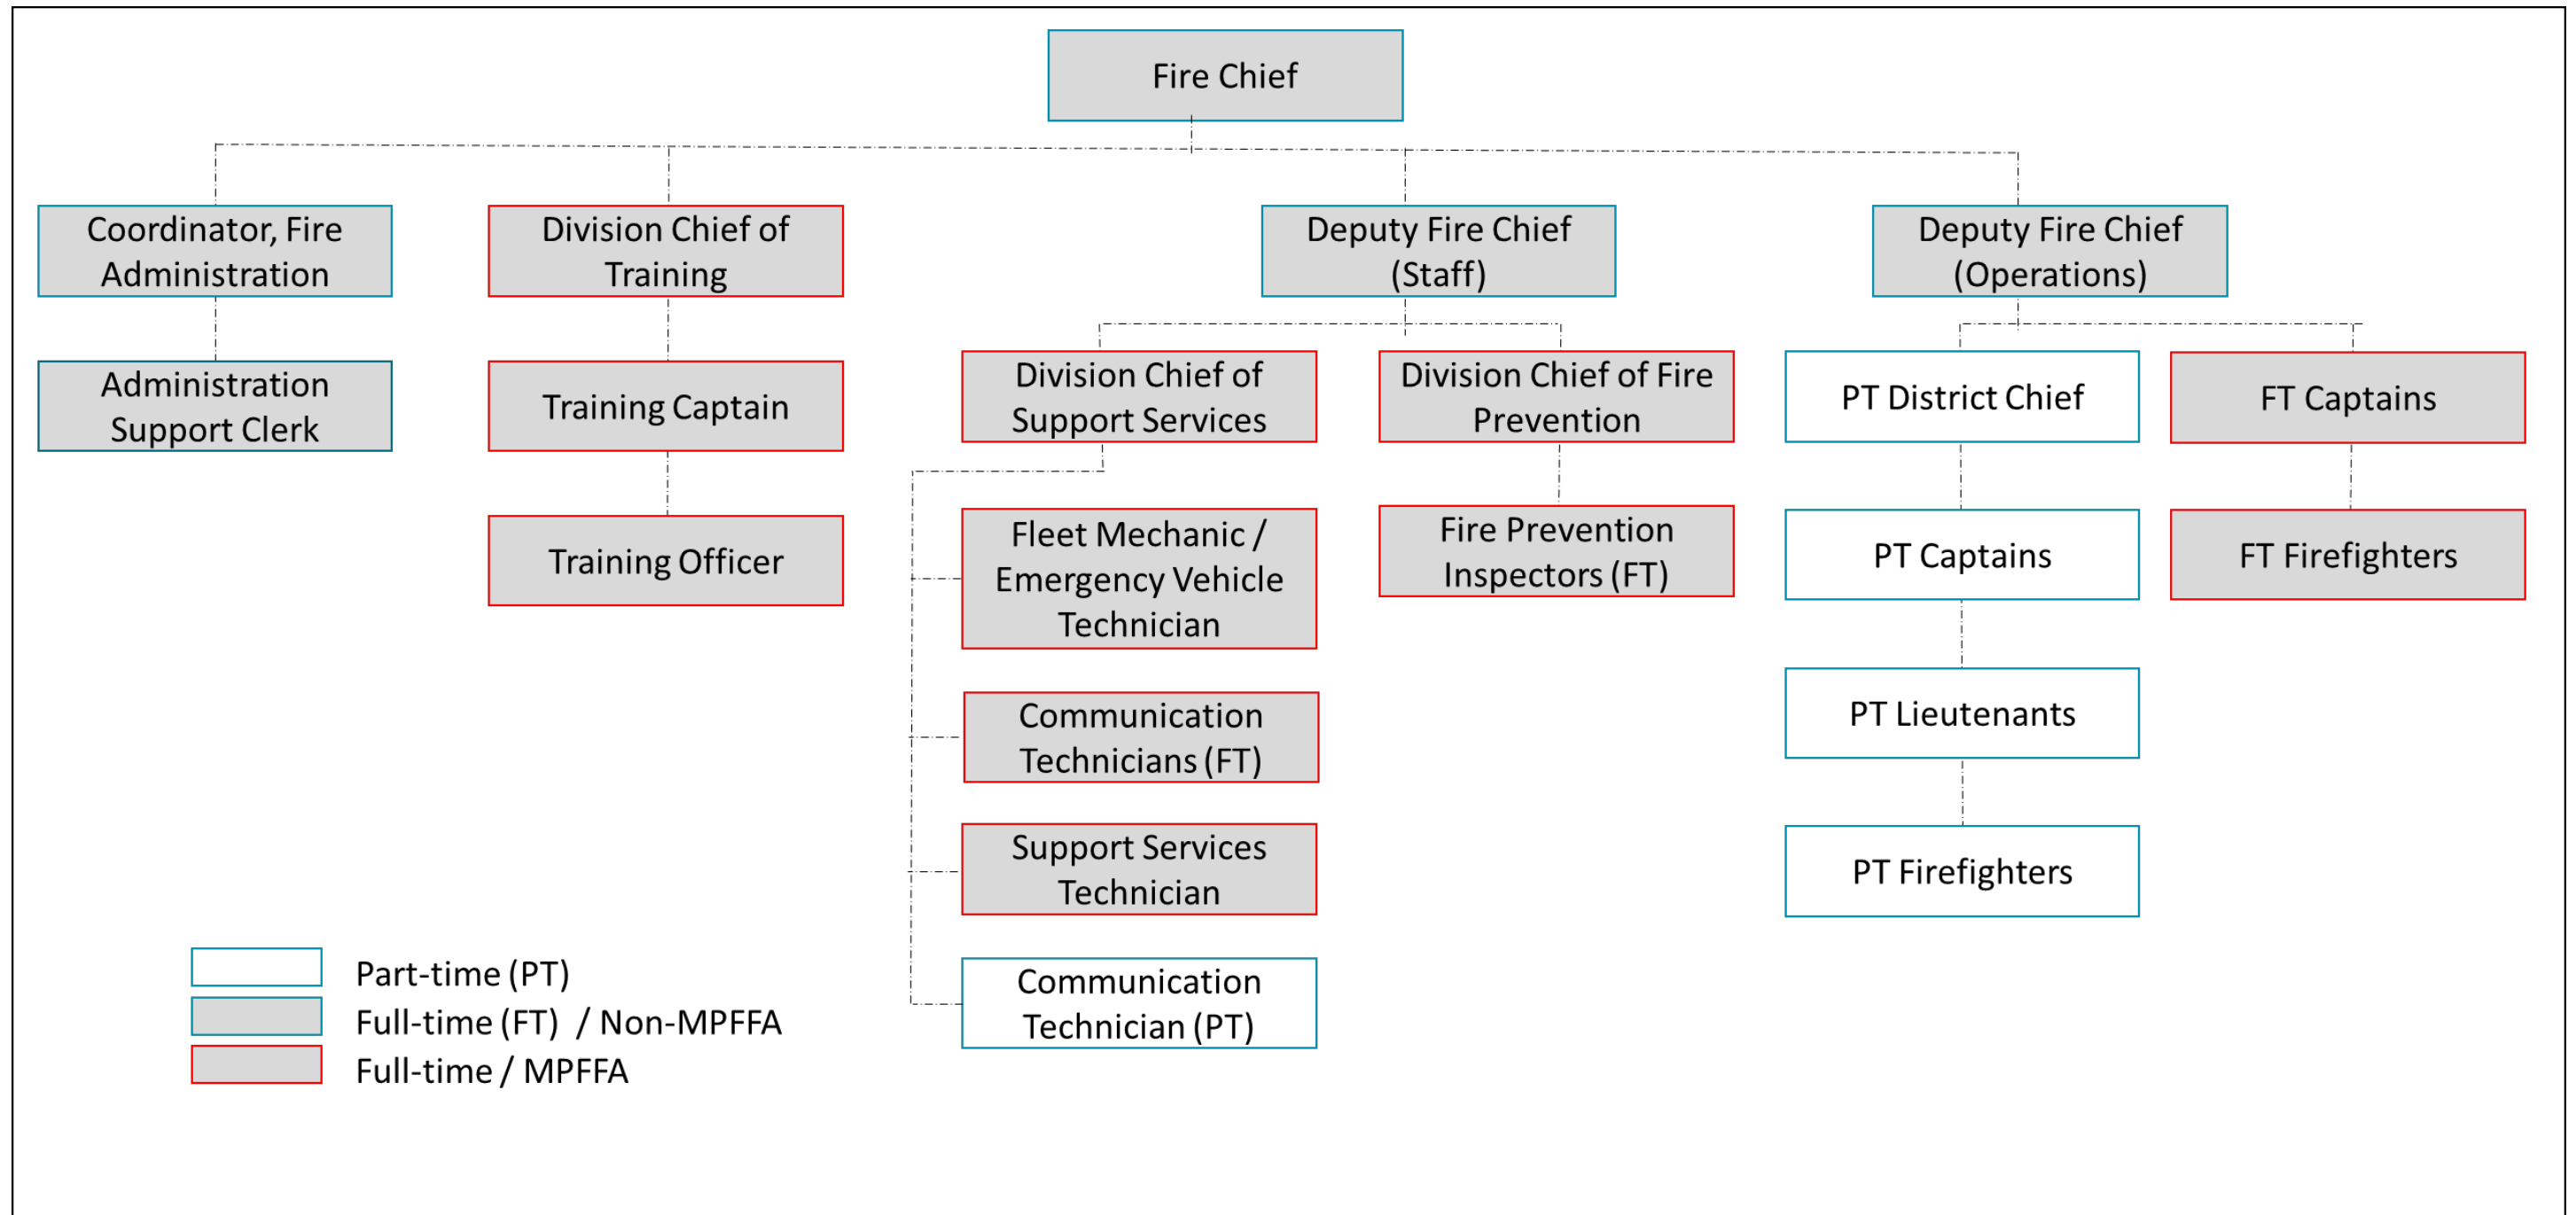 Fire Chief
Coordinator, Fire
Administration
Division Chief of
Training
Deputy Fire Chief
(Staff)
Deputy Fire Chief
(Operations)
Administration
Support Clerk
Training Captain
Training Officer
Division Chief of
Support Services
Division Chief of Fire
Prevention
PT District Chief
FT Captains
Fleet Mechanic /
Emergency Vehicle
Technician
Fire Prevention
Inspectors (FT)
PT Captains
FT Firefighters
Communication
Technicians (FT)
PT Lieutenants
Support Services
Technician
PT Firefighters
Communication
Technician (PT)
Part-time (PT)
Full-time (FT) / Non-MPFFA
Full-time / MPFFA